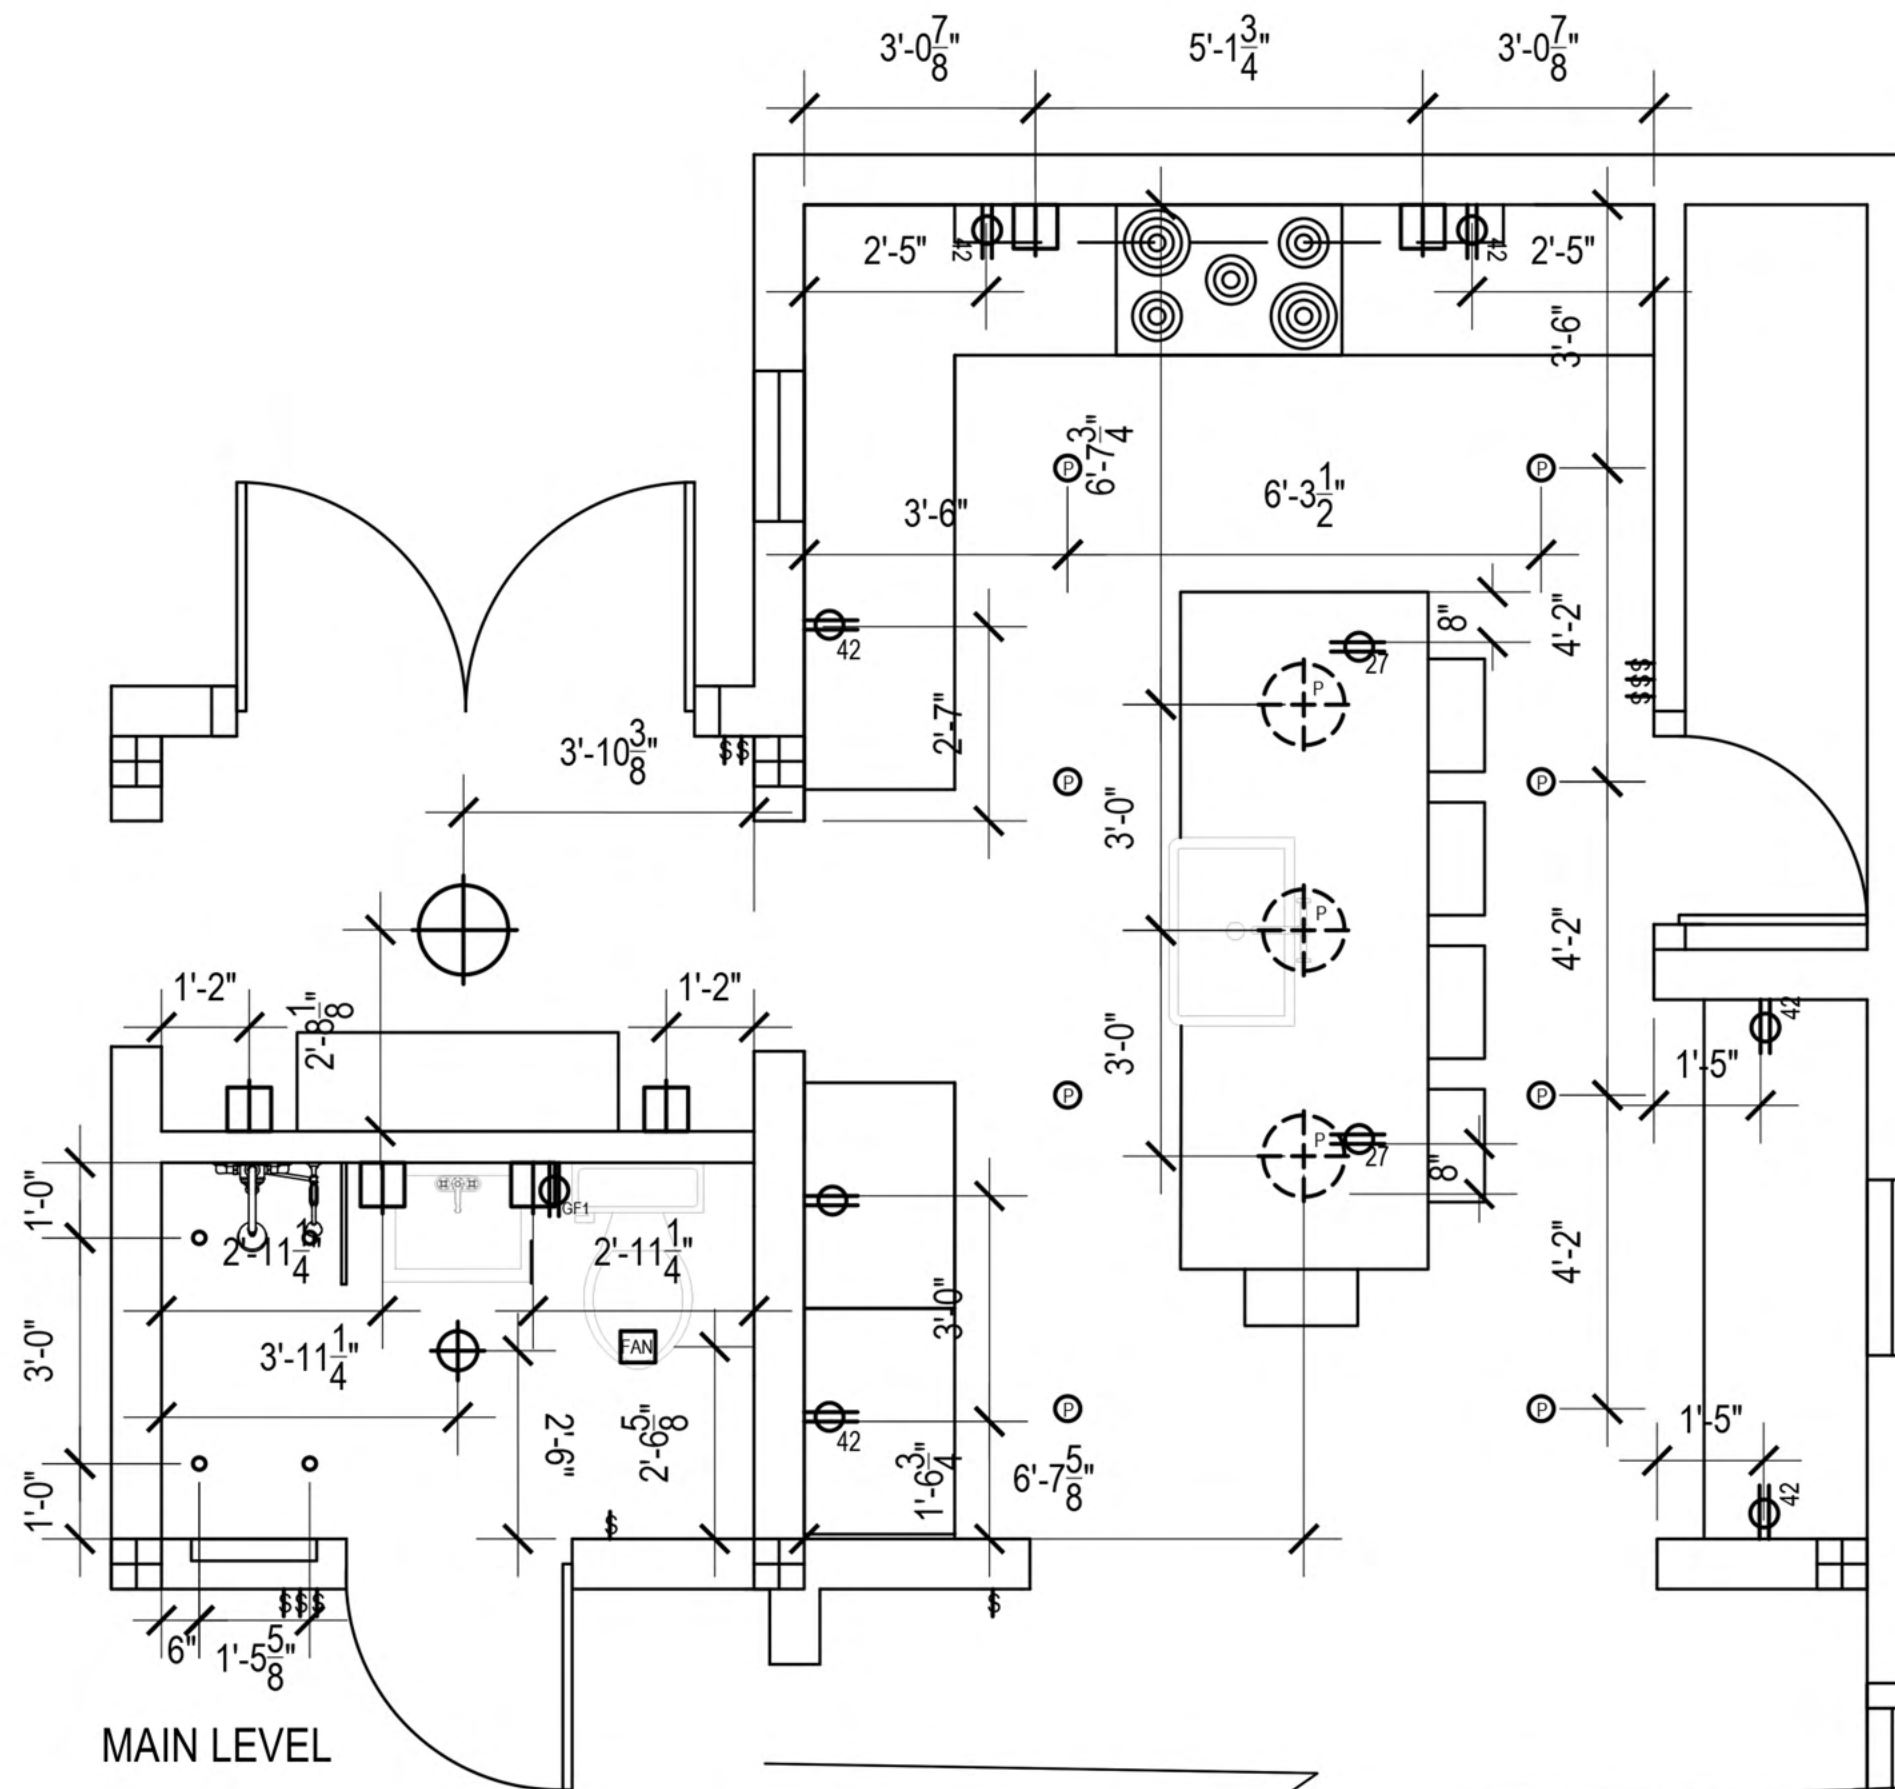 3'-0 7/8"
5'-1 3/4"
3'-0 7/8"
2'-5"
42
42
2'-5"
3'-6"
6'-7 3/4"
P
P
3'-6"
6'-3 1/2"
8"
4'-2"
42
27
P
SSS
2'-7"
3'-10 3/8"
SS
P
P
3'-0"
P
4'-2"
1'-2"
1'-2"
2'-8 1/8"
42
3'-0"
1'-5"
P
P
P
27
8"
1'-0"
GF1
2'-11 1/4"
2'-11 1/4"
4'-2"
3'-0"
3'-0"
3'-11 1/4"
FAN
2'-6"
2'-6 5/8"
42
P
P
1'-5"
1'-6 3/4"
6'-7 5/8"
42
1'-0"
S
SSS
S
6"
1'-5 5/8"
MAIN LEVEL